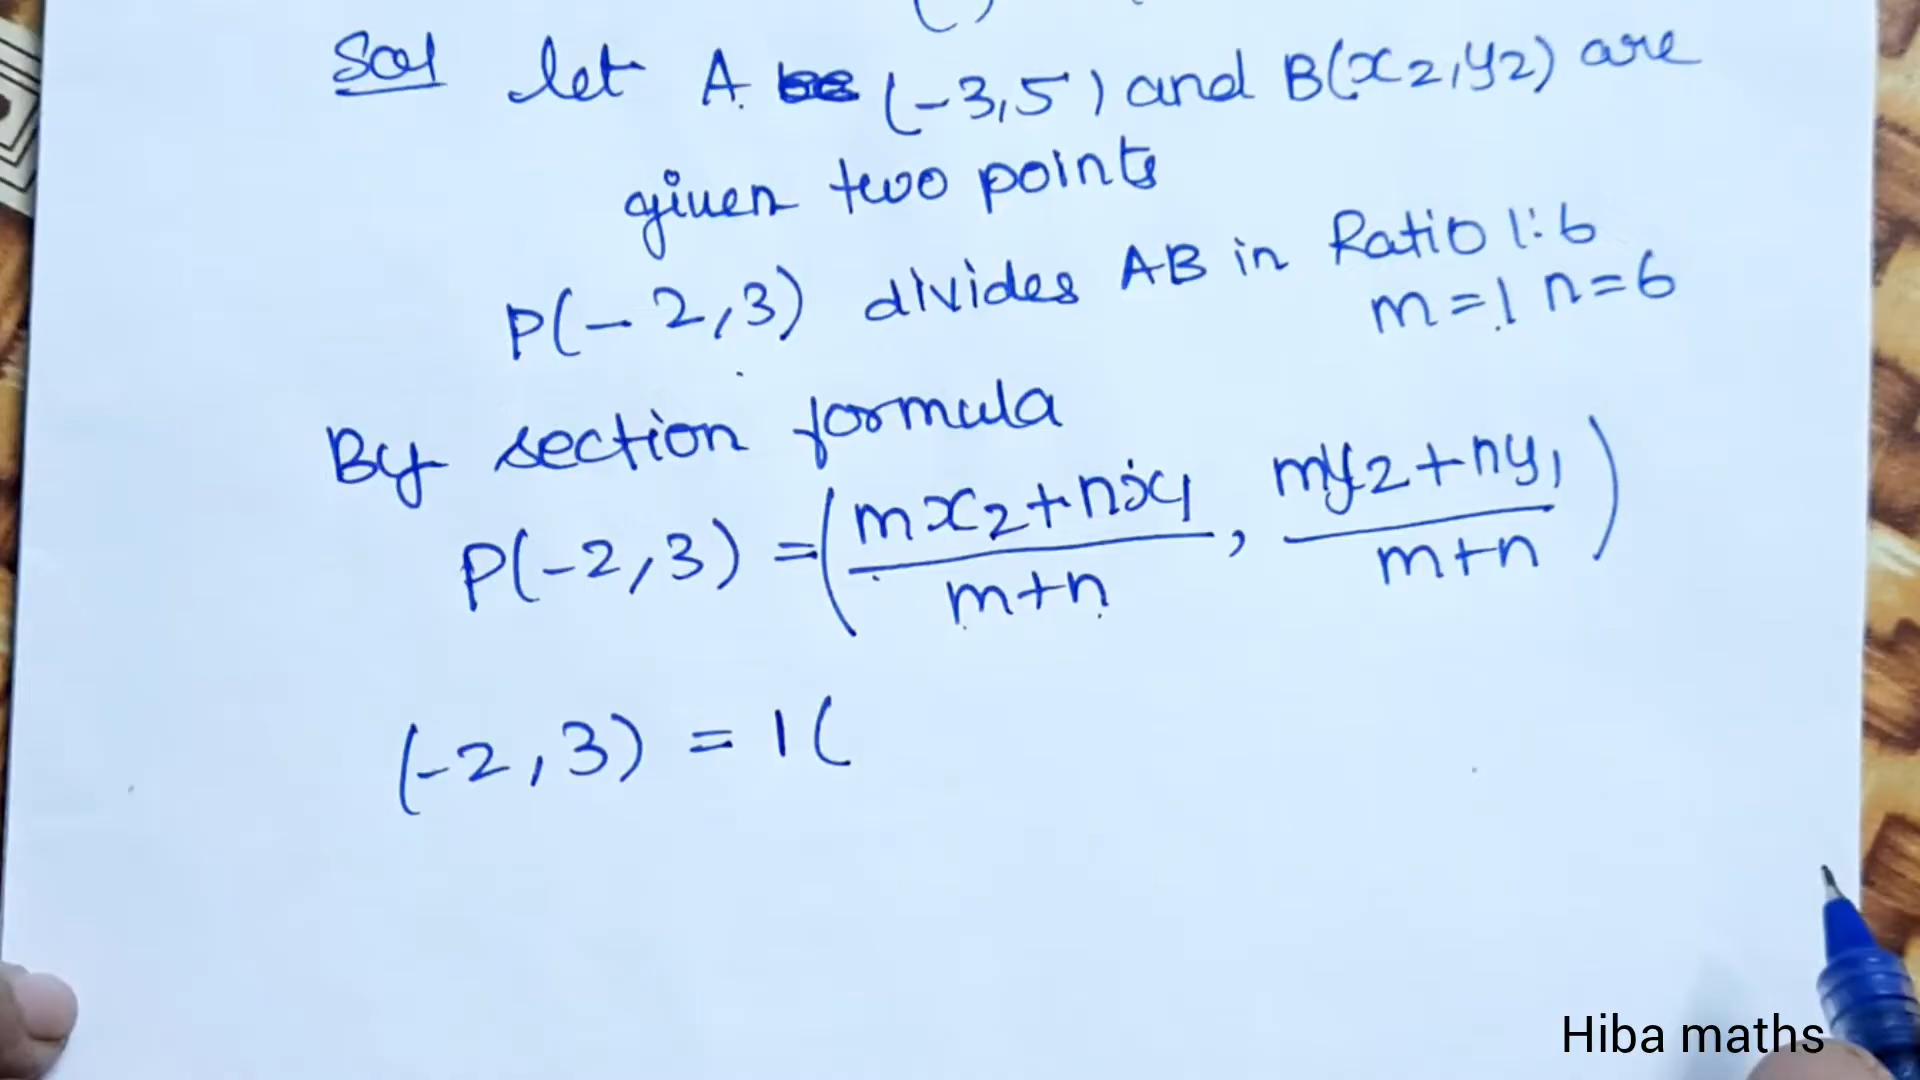 Sol let A (-3,5) and B(x2,y2) are
given two points
P(-2,3) divides AB in Ratio 1:6
m=1 n=6
By section formula
P(-2,3) = (mx2+nx1 / m+n, my2+ny1 / m+n)
(-2,3) = 1(
Hiba maths